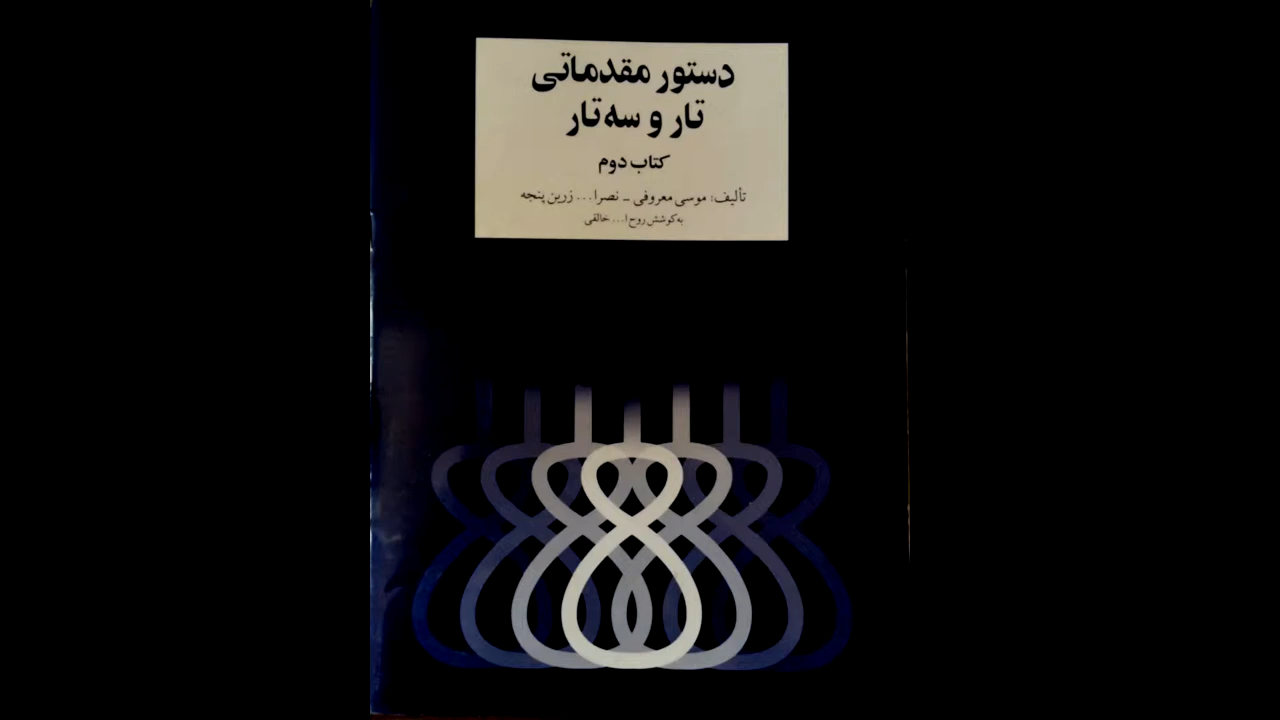 دستور مقدماتی
تار و سه‌تار
کتاب دوم
تألیف: موسی معروفی ـ نصرا... زرین پنجه
به‌کوشش روح ا... خالقی